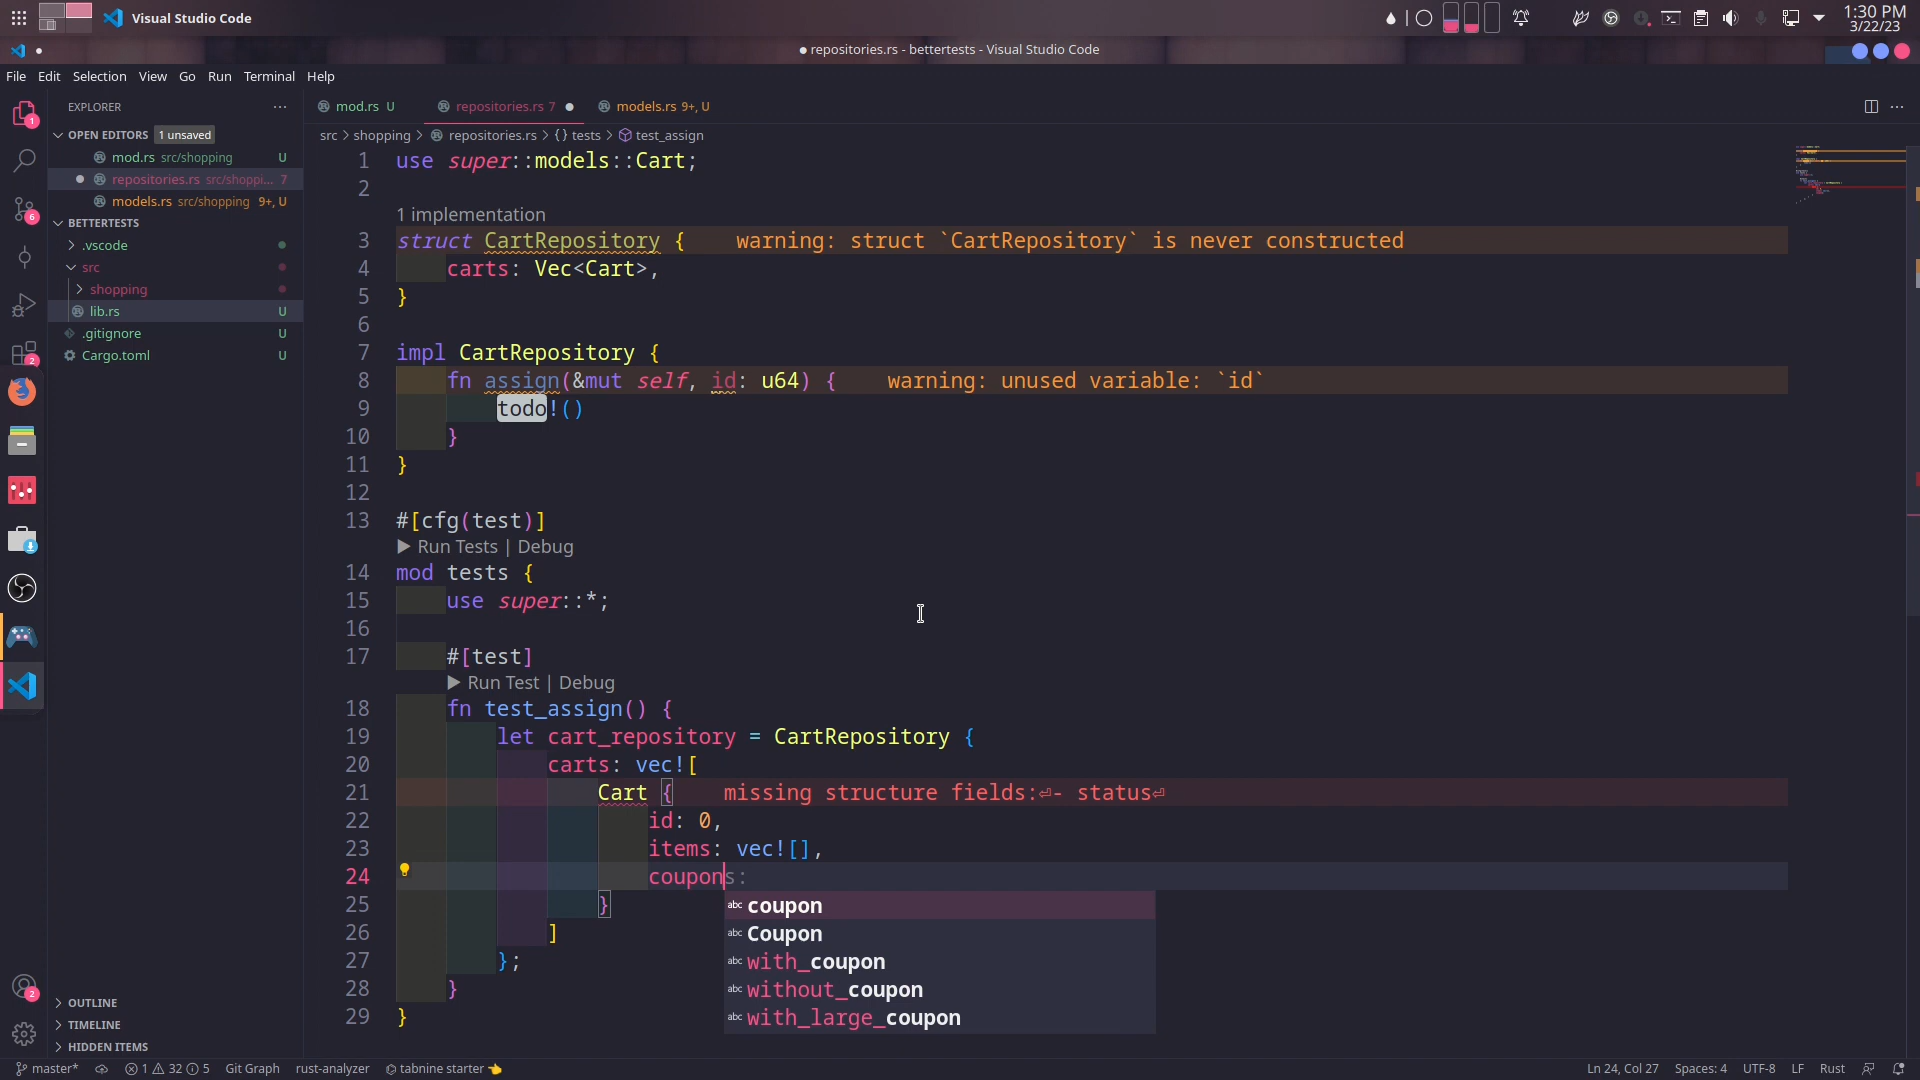 Visual Studio Code
1:30 PM
3/22/23
● repositories.rs - bettertests - Visual Studio Code
File Edit Selection View Go Run Terminal Help
EXPLORER ···
mod.rs U
repositories.rs 7 ●
models.rs 9+, U
OPEN EDITORS 1 unsaved
mod.rs src/shopping U
● repositories.rs src/shoppi... 7
models.rs src/shopping 9+, U
BETTERTESTS
.vscode
src
shopping
lib.rs U
.gitignore U
Cargo.toml U
OUTLINE
TIMELINE
HIDDEN ITEMS
1
6
2
2
src > shopping > repositories.rs > {} tests > test_assign
1 use super::models::Cart;
2
1 implementation
3 struct CartRepository { warning: struct `CartRepository` is never constructed
4 carts: Vec<Cart>,
5 }
6
7 impl CartRepository {
8 fn assign(&mut self, id: u64) { warning: unused variable: `id`
9 todo!()
10 }
11 }
12
13 #[cfg(test)]
▶ Run Tests | Debug
14 mod tests {
15 use super::*;
16
17 #[test]
▶ Run Test | Debug
18 fn test_assign() {
19 let cart_repository = CartRepository {
20 carts: vec![
21 Cart { missing structure fields:⏎- status⏎
22 id: 0,
23 items: vec![],
24 coupons:
25 }
26 ]
27 };
28 }
29 }
abc coupon
abc Coupon
abc with_coupon
abc without_coupon
abc with_large_coupon
master* 1 32 5 Git Graph rust-analyzer tabnine starter 👈 Ln 24, Col 27 Spaces: 4 UTF-8 LF Rust